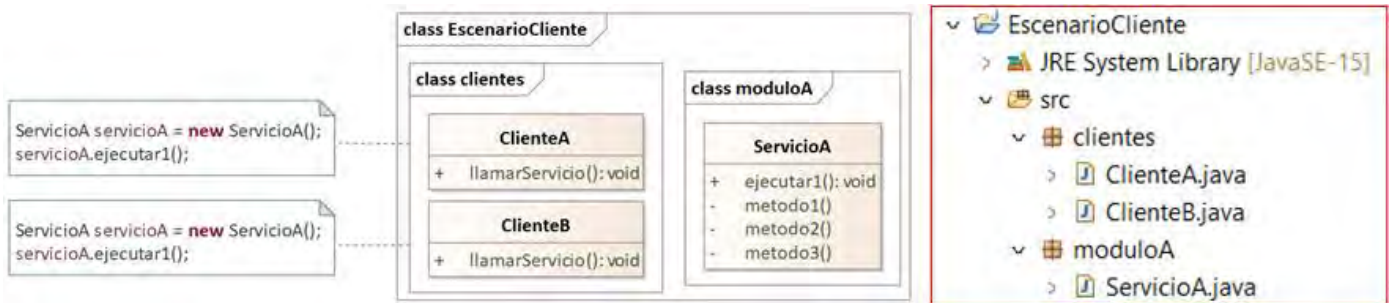 ServicioA servicioA = new ServicioA();
servicioA.ejecutar1();
ServicioA servicioA = new ServicioA();
servicioA.ejecutar1();
class EscenarioCliente
class clientes
ClienteA
+ llamarServicio(): void
ClienteB
+ llamarServicio(): void
class moduloA
ServicioA
+ ejecutar1(): void
- metodo1()
- metodo2()
- metodo3()
EscenarioCliente
JRE System Library [JavaSE-15]
src
clientes
ClienteA.java
ClienteB.java
moduloA
ServicioA.java